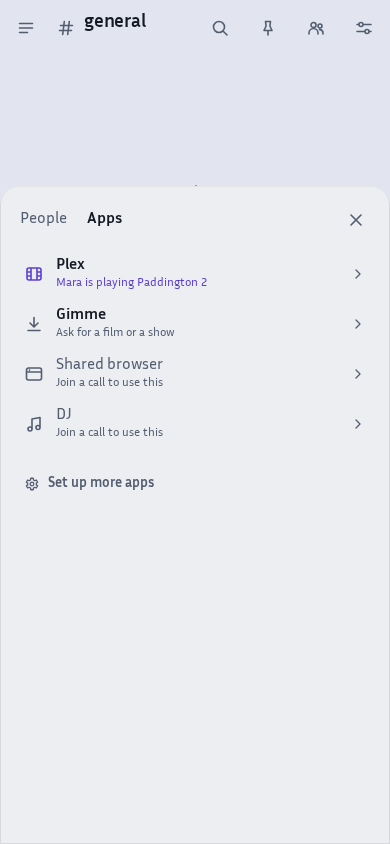 general
People Apps
Plex
Mara is playing Paddington 2
Gimme
Ask for a film or a show
Shared browser
Join a call to use this
DJ
Join a call to use this
Set up more apps